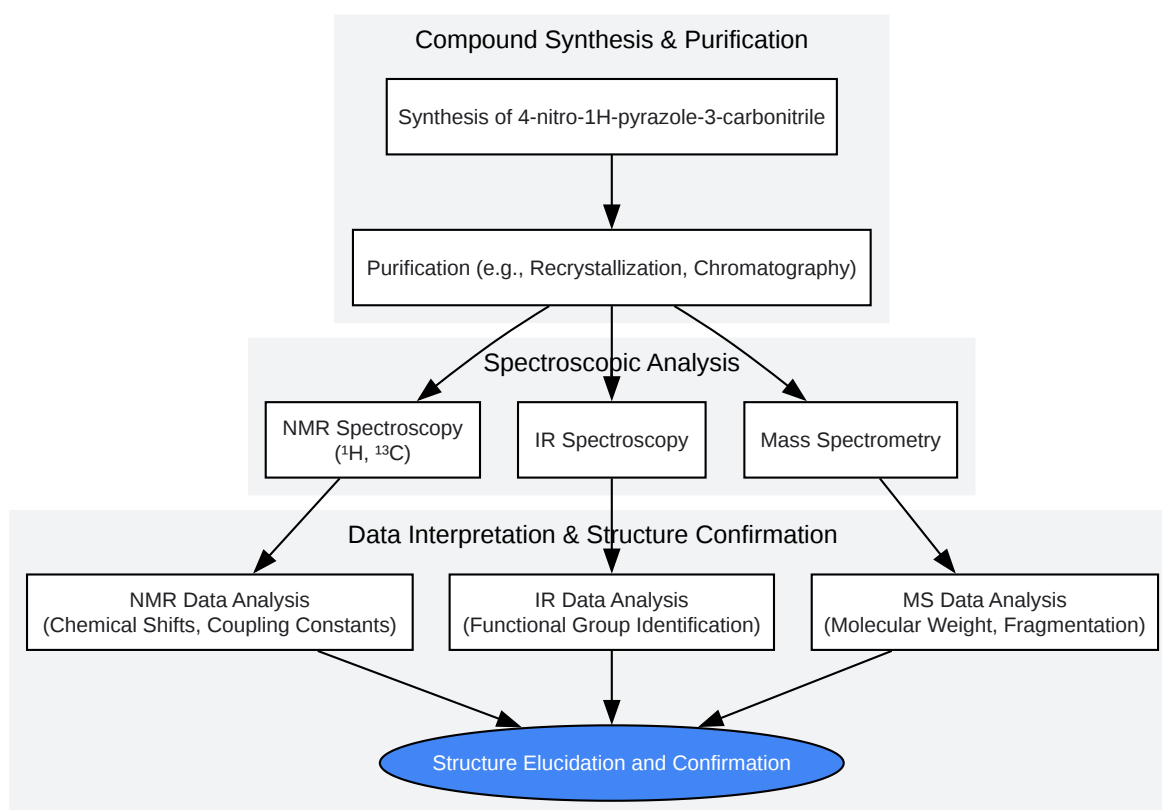 Compound Synthesis & Purification
Synthesis of 4-nitro-1H-pyrazole-3-carbonitrile
Purification (e.g., Recrystallization, Chromatography)
Spectroscopic Analysis
NMR Spectroscopy
(¹H, ¹³C)
IR Spectroscopy
Mass Spectrometry
Data Interpretation & Structure Confirmation
NMR Data Analysis
(Chemical Shifts, Coupling Constants)
IR Data Analysis
(Functional Group Identification)
MS Data Analysis
(Molecular Weight, Fragmentation)
Structure Elucidation and Confirmation